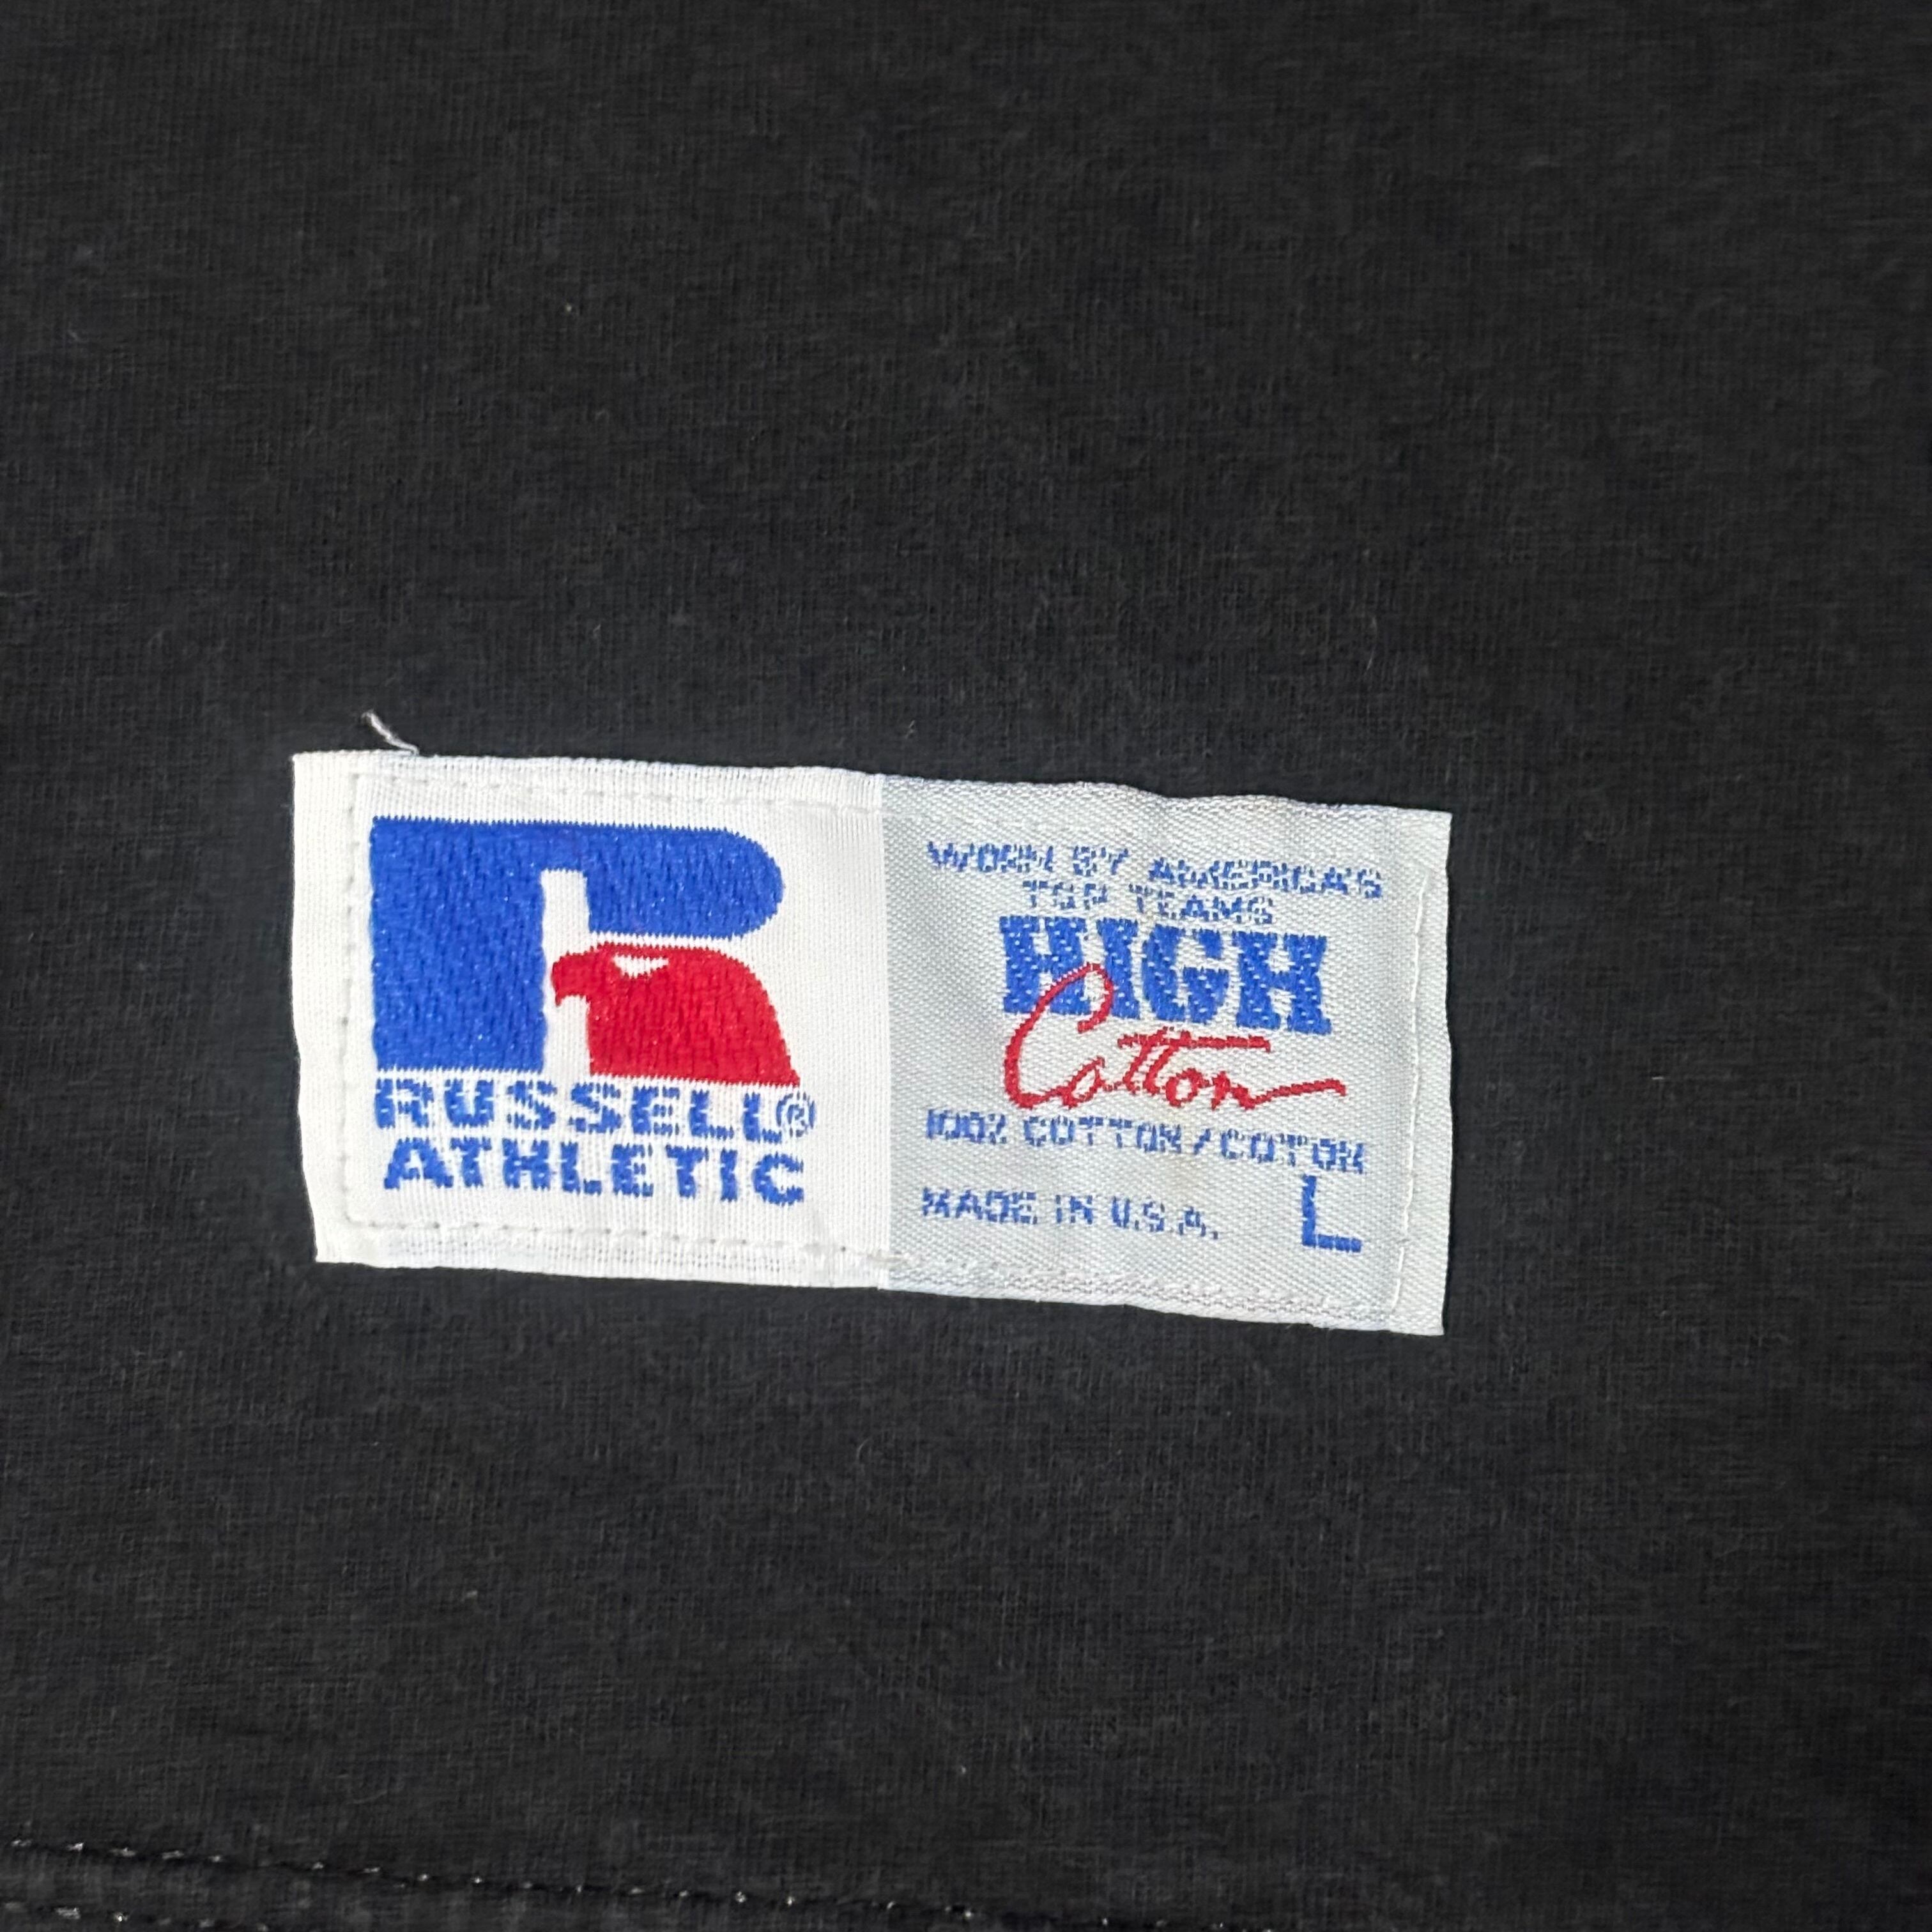 RUSSELL®
ATHLETIC
WORN BY AMERICA'S
TOP TEAMS
HIGH
Cotton
100% COTTON/COTON
MADE IN U.S.A.
L